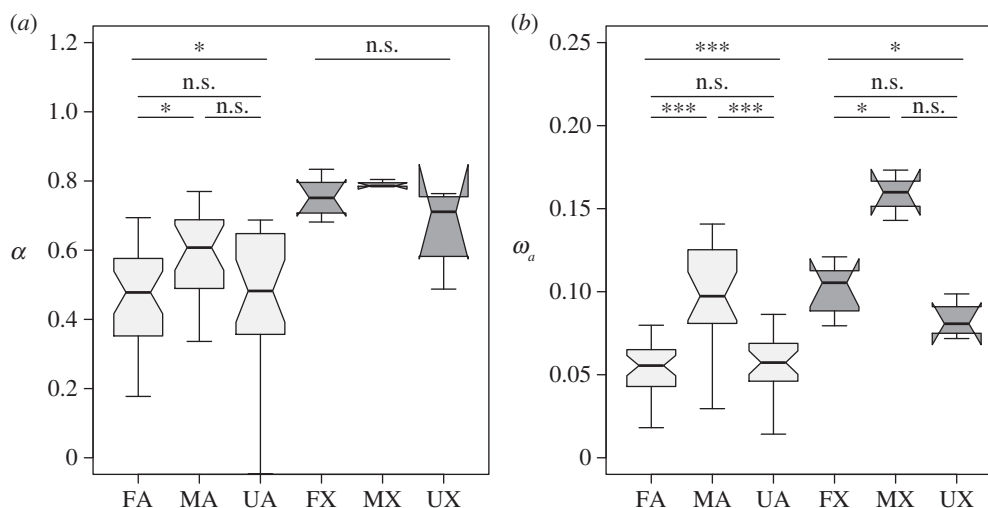 (a)
1.2
1.0
0.8
0.6
0.4
0.2
0
α
*
n.s.
n.s.
* n.s.
FA MA UA FX MX UX
(b)
0.25
0.20
0.15
0.10
0.05
0
ωa
*** *
n.s. n.s.
*** *** * n.s.
FA MA UA FX MX UX